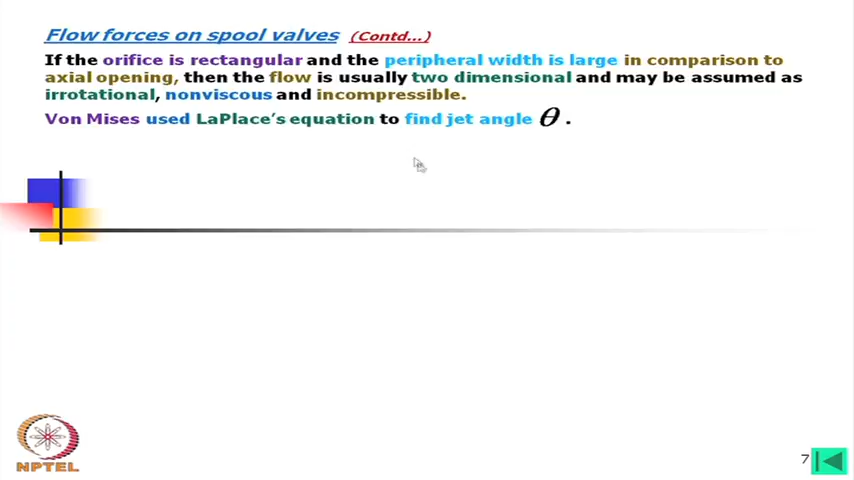 Flow forces on spool valves (Contd...)
If the orifice is rectangular and the peripheral width is large in comparison to
axial opening, then the flow is usually two dimensional and may be assumed as
irrotational, nonviscous and incompressible.
Von Mises used LaPlace's equation to find jet angle θ .
NPTEL
7